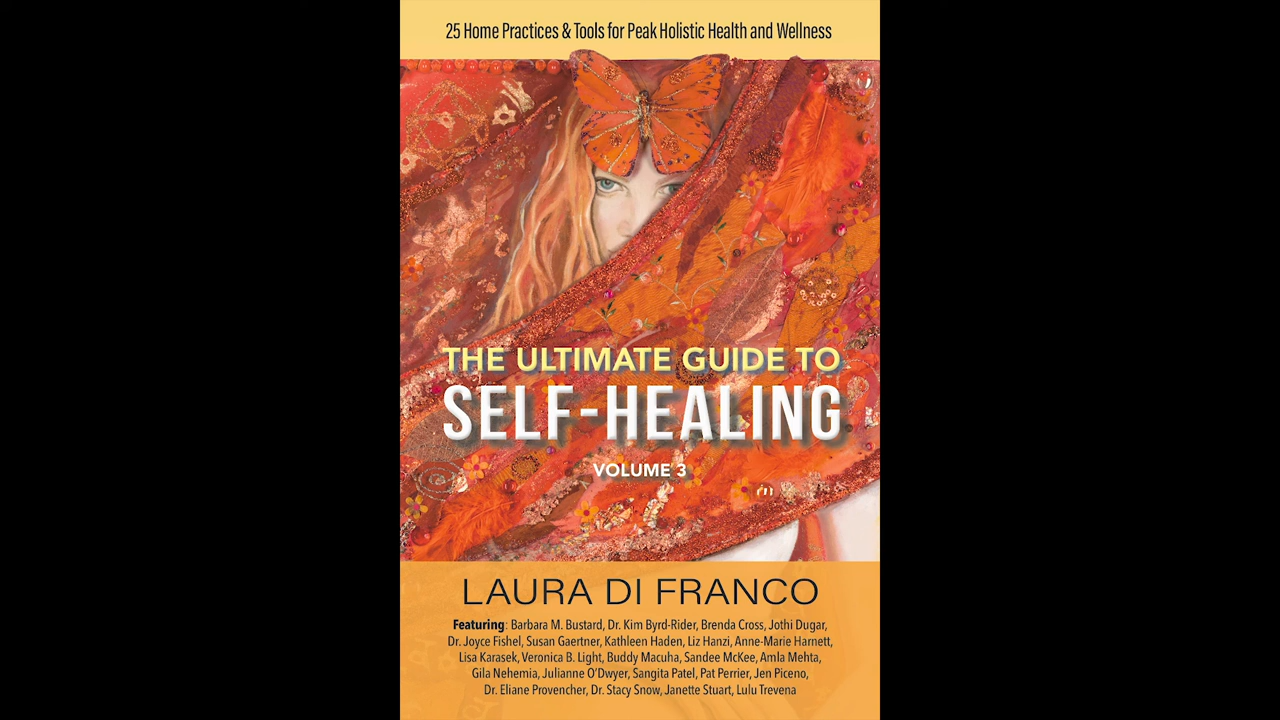 25 Home Practices & Tools for Peak Holistic Health and Wellness
THE ULTIMATE GUIDE TO
SELF-HEALING
VOLUME 3
LAURA DI FRANCO
Featuring: Barbara M. Bustard, Dr. Kim Byrd-Rider, Brenda Cross, Jothi Dugar,
Dr. Joyce Fishel, Susan Gaertner, Kathleen Haden, Liz Hanzi, Anne-Marie Harnett,
Lisa Karasek, Veronica B. Light, Buddy Macuha, Sandee McKee, Amla Mehta,
Gila Nehemia, Julianne O’Dwyer, Sangita Patel, Pat Perrier, Jen Piceno,
Dr. Eliane Provencher, Dr. Stacy Snow, Janette Stuart, Lulu Trevena